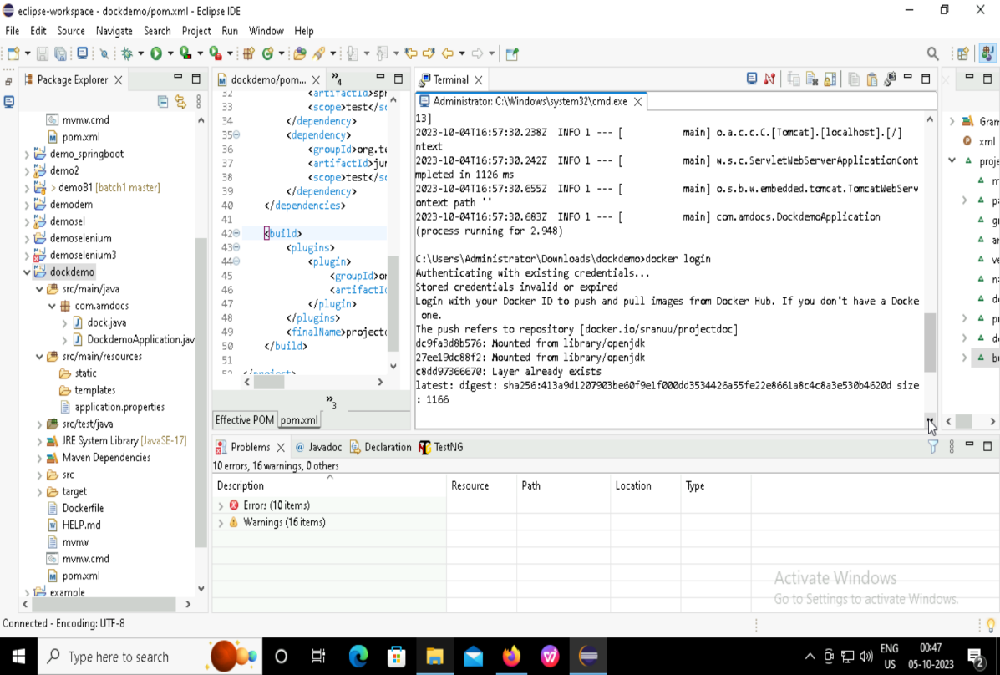 eclipse-workspace - dockdemo/pom.xml - Eclipse IDE
File Edit Source Navigate Search Project Run Window Help
Package Explorer
mvnw.cmd
pom.xml
demo_springboot
demo2
> demoB1 [batch1 master]
demodem
demosel
demoselenium
demoselenium3
dockdemo
src/main/java
com.amdocs
dock.java
DockdemoApplication.jav
src/main/resources
static
templates
application.properties
src/test/java
JRE System Library [JavaSE-17]
Maven Dependencies
src
target
Dockerfile
HELP.md
mvnw
mvnw.cmd
pom.xml
example
dockdemo/pom... »4
32 <artifactId>spr
33 <scope>test</sc
34 </dependency>
35 <dependency>
36 <groupId>org.te
37 <artifactId>jun
38 <scope>test</sc
39 </dependency>
40 </dependencies>
41
42 <build>
43 <plugins>
44 <plugin>
45 <groupId>or
46 <artifactId
47 </plugin>
48 </plugins>
49 <finalName>projectd
50 </build>
51
52 </project>
»3
Effective POM pom.xml
Terminal
Administrator: C:\Windows\system32\cmd.exe
13]
2023-10-04T16:57:30.238Z INFO 1 --- [ main] o.a.c.c.C.[Tomcat].[localhost].[/]
ntext
2023-10-04T16:57:30.242Z INFO 1 --- [ main] w.s.c.ServletWebServerApplicationCont
mpleted in 1126 ms
2023-10-04T16:57:30.655Z INFO 1 --- [ main] o.s.b.w.embedded.tomcat.TomcatWebServ
ontext path ''
2023-10-04T16:57:30.683Z INFO 1 --- [ main] com.amdocs.DockdemoApplication
(process running for 2.948)
C:\Users\Administrator\Downloads\dockdemo>docker login
Authenticating with existing credentials...
Stored credentials invalid or expired
Login with your Docker ID to push and pull images from Docker Hub. If you don't have a Docke
one.
The push refers to repository [docker.io/sranuu/projectdoc]
dc9fa3d8b576: Mounted from library/openjdk
27ee19dc88f2: Mounted from library/openjdk
c8dd97366670: Layer already exists
latest: digest: sha256:413a9d1207903be60f9e1f000dd3534426a55fe22e8661a8c4c8a3e530b4620d size
: 1166
Gram
xml
proje
m
pa
gr
ar
ve
na
de
pr
de
bu
Problems Javadoc Declaration TestNG
10 errors, 16 warnings, 0 others
Description Resource Path Location Type
Errors (10 items)
Warnings (16 items)
Activate Windows
Go to Settings to activate Windows.
Connected - Encoding: UTF-8
Type here to search
ENG
US
00:47
05-10-2023
2